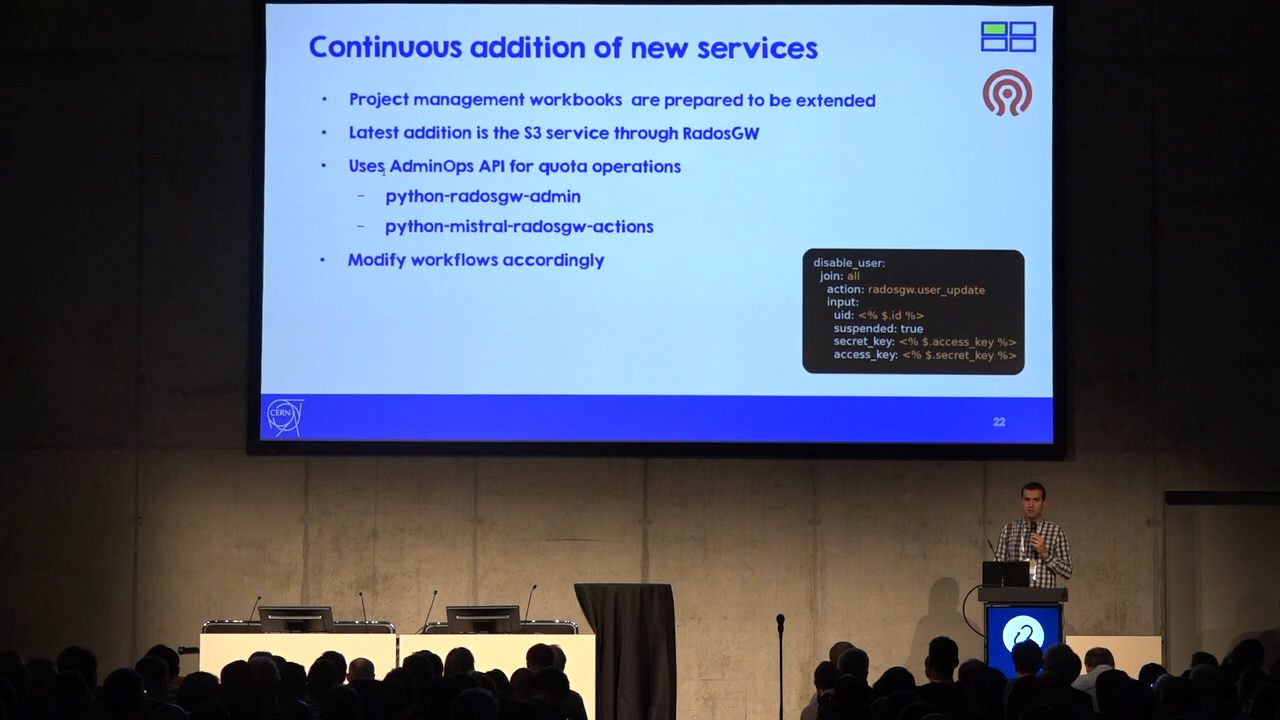 Continuous addition of new services
• Project management workbooks are prepared to be extended
• Latest addition is the S3 service through RadosGW
• Uses AdminOps API for quota operations
– python-radosgw-admin
– python-mistral-radosgw-actions
• Modify workflows accordingly
disable_user:
join: all
action: radosgw.user_update
input:
uid: <% $.id %>
suspended: true
secret_key: <% $.access_key %>
access_key: <% $.secret_key %>
CERN
22